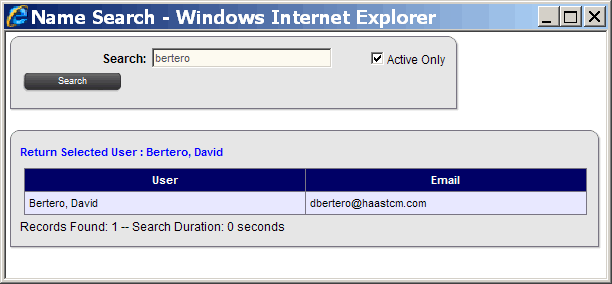 Name Search - Windows Internet Explorer
Search: bertero Active Only
Search
Return Selected User : Bertero, David
User Email
Bertero, David dbertero@haastcm.com
Records Found: 1 -- Search Duration: 0 seconds